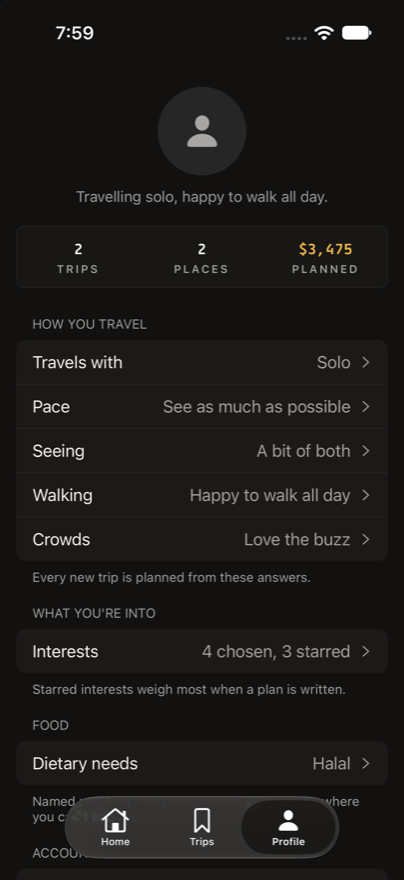 7:59
Travelling solo, happy to walk all day.
2 2 $3,475
TRIPS PLACES PLANNED
HOW YOU TRAVEL
Travels with Solo
Pace See as much as possible
Seeing A bit of both
Walking Happy to walk all day
Crowds Love the buzz
Every new trip is planned from these answers.
WHAT YOU'RE INTO
Interests 4 chosen, 3 starred
Starred interests weigh most when a plan is written.
FOOD
Dietary needs Halal
Named where
you
ACCOU
Home Trips Profile